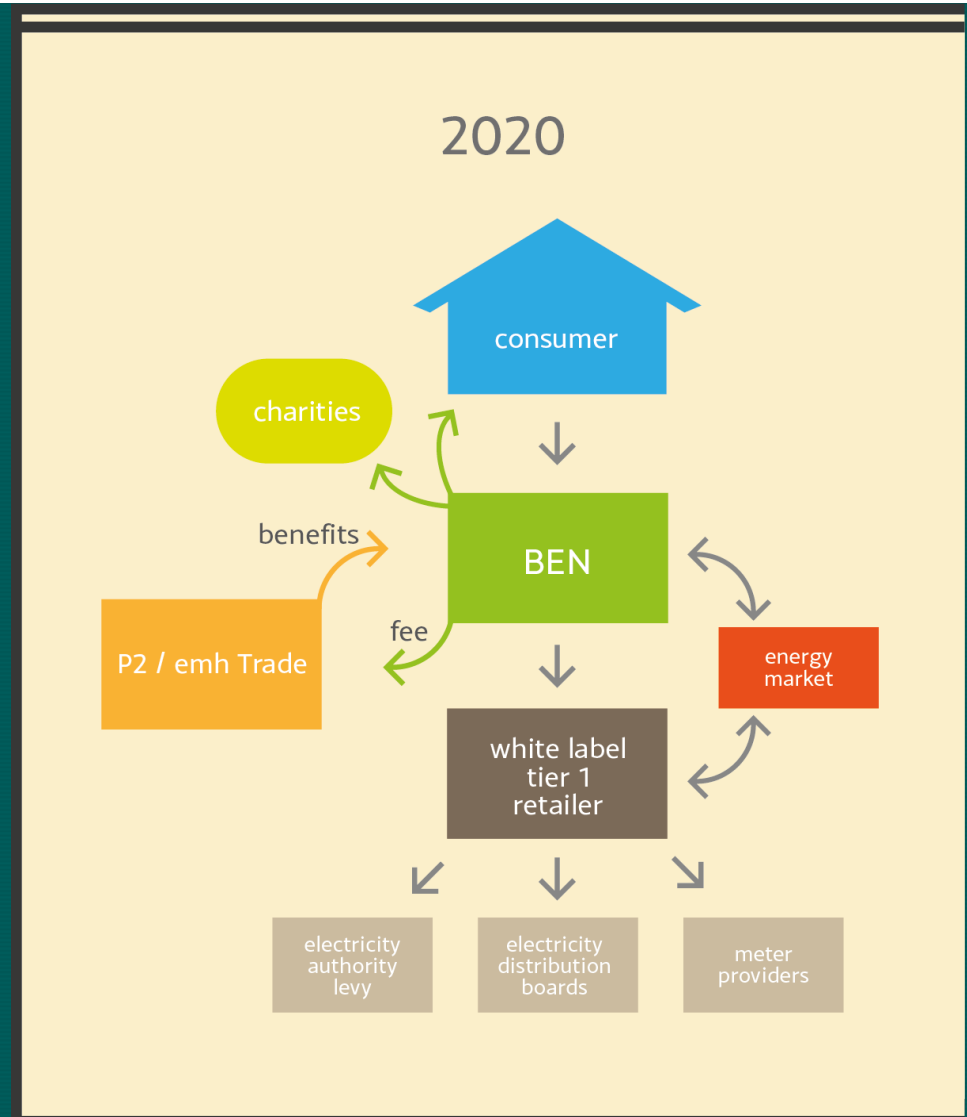 2020
consumer
charities
benefits
BEN
fee
P2 / emh Trade
energy
market
white label
tier 1
retailer
electricity
authority
levy
electricity
distribution
boards
meter
providers